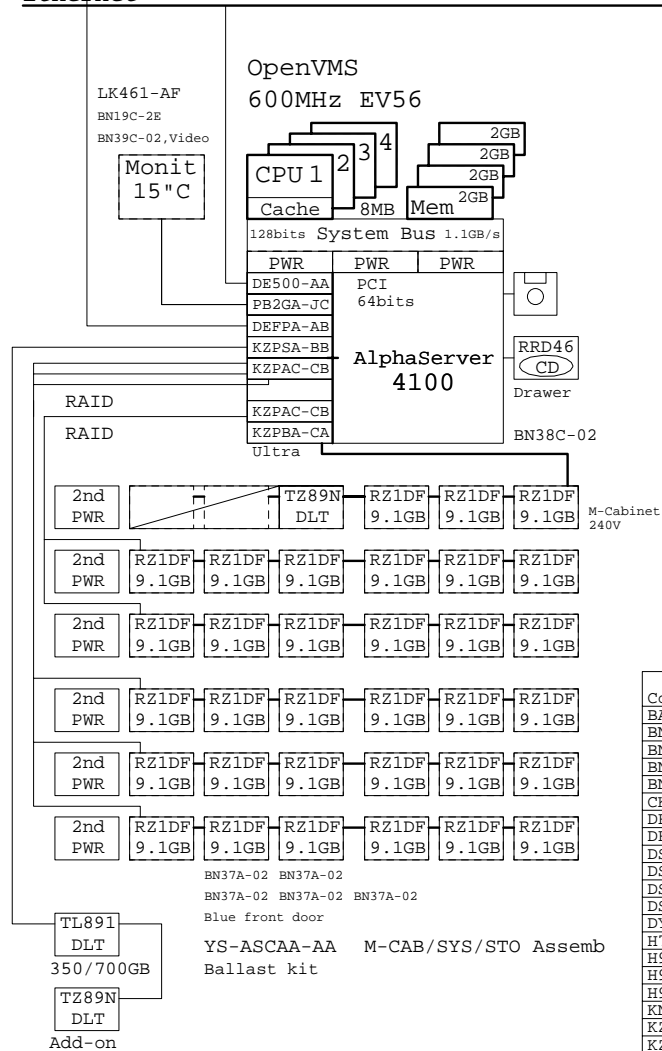 OpenVMS
600MHz EV56
LK461-AF
BN19C-2E
BN39C-02,Video
Monit
15"C
CPU 1 2 3 4
Cache 8MB
2GB
2GB
2GB
Mem 2GB
128bits System Bus 1.1GB/s
PWR PWR PWR
DE500-AA
PB2GA-JC
DEFPA-AB
KZPSA-BB
KZPAC-CB
KZPAC-CB
KZPBA-CA
Ultra
PCI
64bits
AlphaServer
4100
RRD46
CD
Drawer
BN38C-02
RAID
RAID
2nd TZ89N RZ1DF RZ1DF RZ1DF
PWR DLT 9.1GB 9.1GB 9.1GB
M-Cabinet
240V
2nd RZ1DF RZ1DF RZ1DF RZ1DF RZ1DF RZ1DF
PWR 9.1GB 9.1GB 9.1GB 9.1GB 9.1GB 9.1GB
2nd RZ1DF RZ1DF RZ1DF RZ1DF RZ1DF RZ1DF
PWR 9.1GB 9.1GB 9.1GB 9.1GB 9.1GB 9.1GB
2nd RZ1DF RZ1DF RZ1DF RZ1DF RZ1DF RZ1DF
PWR 9.1GB 9.1GB 9.1GB 9.1GB 9.1GB 9.1GB
2nd RZ1DF RZ1DF RZ1DF RZ1DF RZ1DF RZ1DF
PWR 9.1GB 9.1GB 9.1GB 9.1GB 9.1GB 9.1GB
2nd RZ1DF RZ1DF RZ1DF RZ1DF RZ1DF RZ1DF
PWR 9.1GB 9.1GB 9.1GB 9.1GB 9.1GB 9.1GB
BN37A-02 BN37A-02
BN37A-02 BN37A-02 BN37A-02
Blue front door
YS-ASCAA-AA M-CAB/SYS/STO Assemb
Ballast kit
TL891
DLT
350/700GB
TZ89N
DLT
Add-on